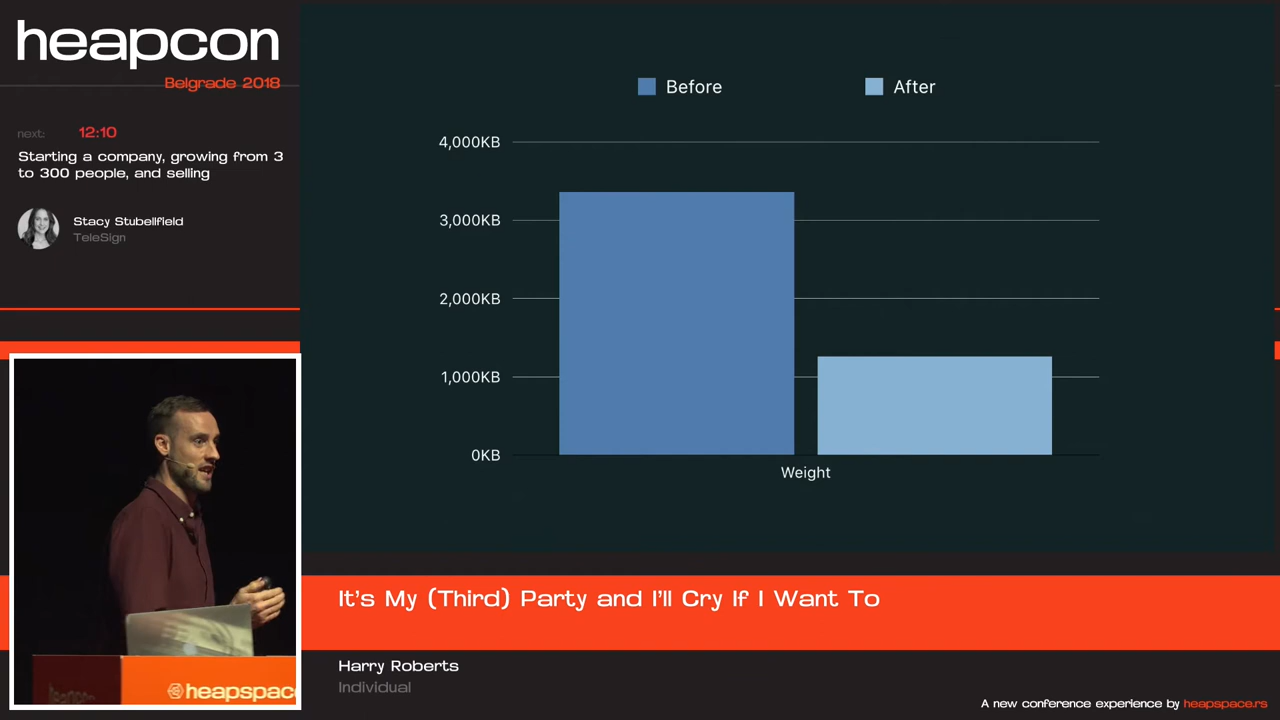 heapcon
Belgrade 2018
next: 12:10
Starting a company, growing from 3
to 300 people, and selling
Stacy Stubellfield
TeleSign
Before After
4,000KB
3,000KB
2,000KB
1,000KB
0KB
Weight
heapspace
It's My (Third) Party and I'll Cry If I Want To
Harry Roberts
Individual
A new conference experience by heapspace.rs